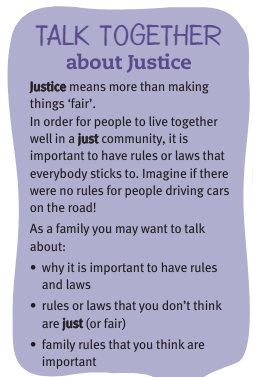 TALK TOGETHER
about Justice
Justice means more than making
things ‘fair’.
In order for people to live together
well in a just community, it is
important to have rules or laws that
everybody sticks to. Imagine if there
were no rules for people driving cars
on the road!
As a family you may want to talk
about:
• why it is important to have rules
and laws
• rules or laws that you don’t think
are just (or fair)
• family rules that you think are
important